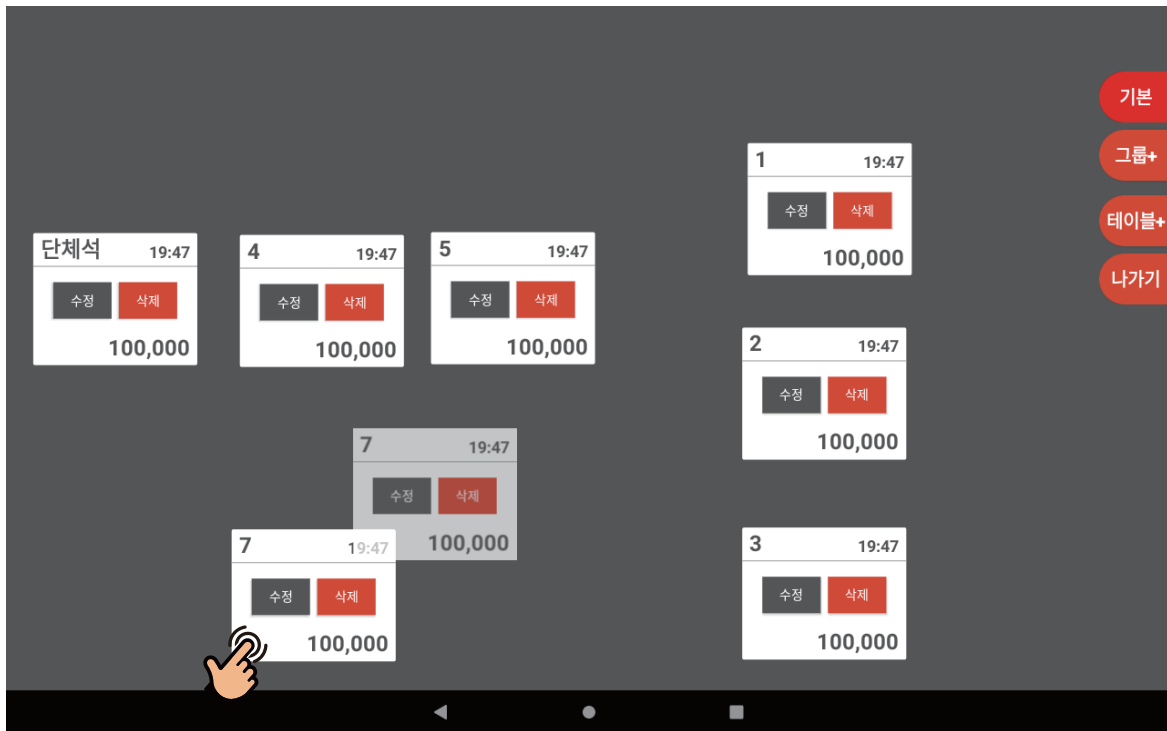 기본
그룹+
테이블+
나가기
1 19:47
수정 삭제
100,000
단체석 19:47
수정 삭제
100,000
4 19:47
수정 삭제
100,000
5 19:47
수정 삭제
100,000
2 19:47
수정 삭제
100,000
7 19:47
수정 삭제
100,000
7 19:47
수정 삭제
100,000
3 19:47
수정 삭제
100,000